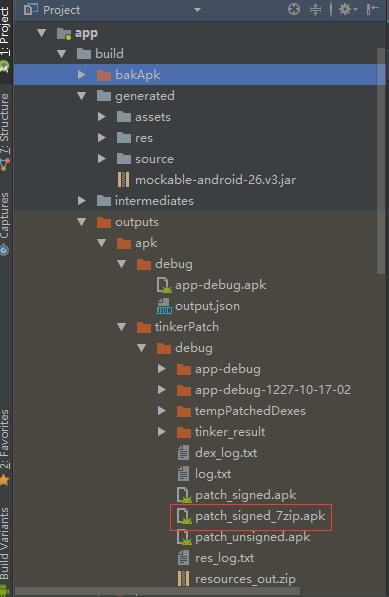 Project
app
build
bakApk
generated
assets
res
source
mockable-android-26.v3.jar
intermediates
outputs
apk
debug
app-debug.apk
output.json
tinkerPatch
debug
app-debug
app-debug-1227-10-17-02
tempPatchedDexes
tinker_result
dex_log.txt
log.txt
patch_signed.apk
patch_signed_7zip.apk
patch_unsigned.apk
res_log.txt
resources_out.zip
1: Project
7: Structure
Captures
2: Favorites
Build Variants